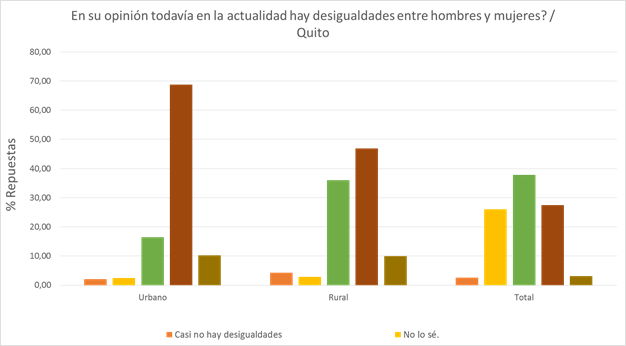 En su opinión todavía en la actualidad hay desigualdades entre hombres y mujeres? /
Quito
80,00
70,00
60,00
50,00
40,00
30,00
20,00
10,00
0,00
% Repuestas
Urbano Rural Total
Casi no hay desigualdades No lo sé.